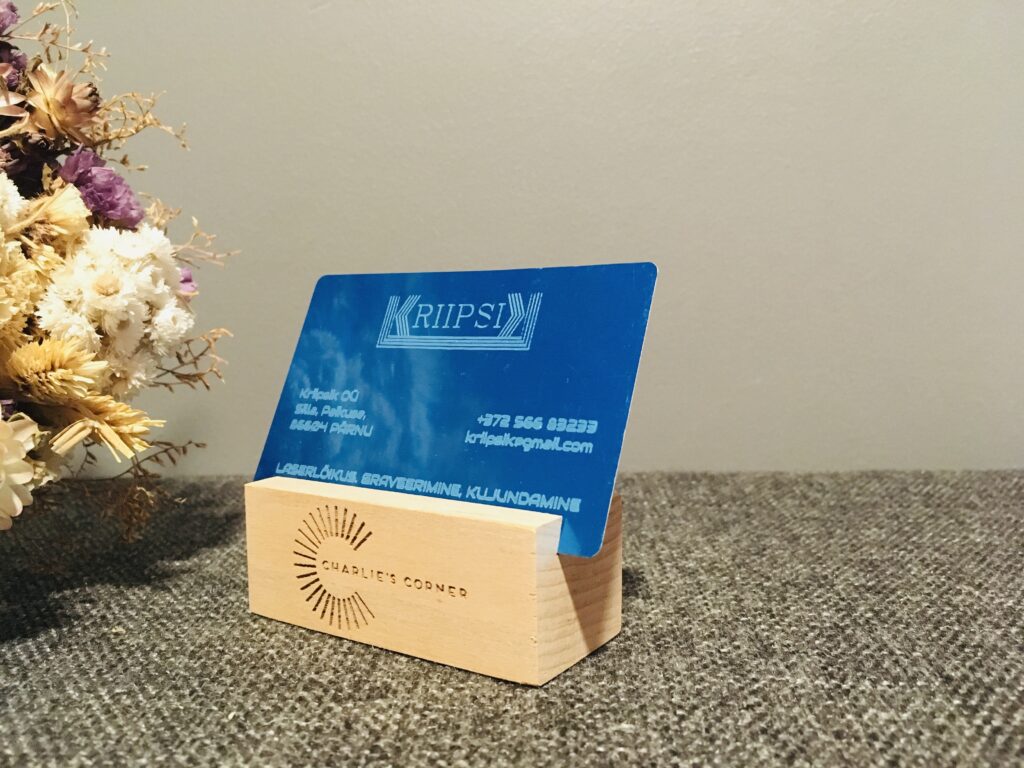 KRIIPSIK
Kriipsik OÜ
Silla, Paikuse,
86604 PÄRNU
+372 566 83233
kriipsik@gmail.com
LASERLÕIKUS, GRAVEERIMINE, KUJUNDAMINE
CHARLIE'S CORNER